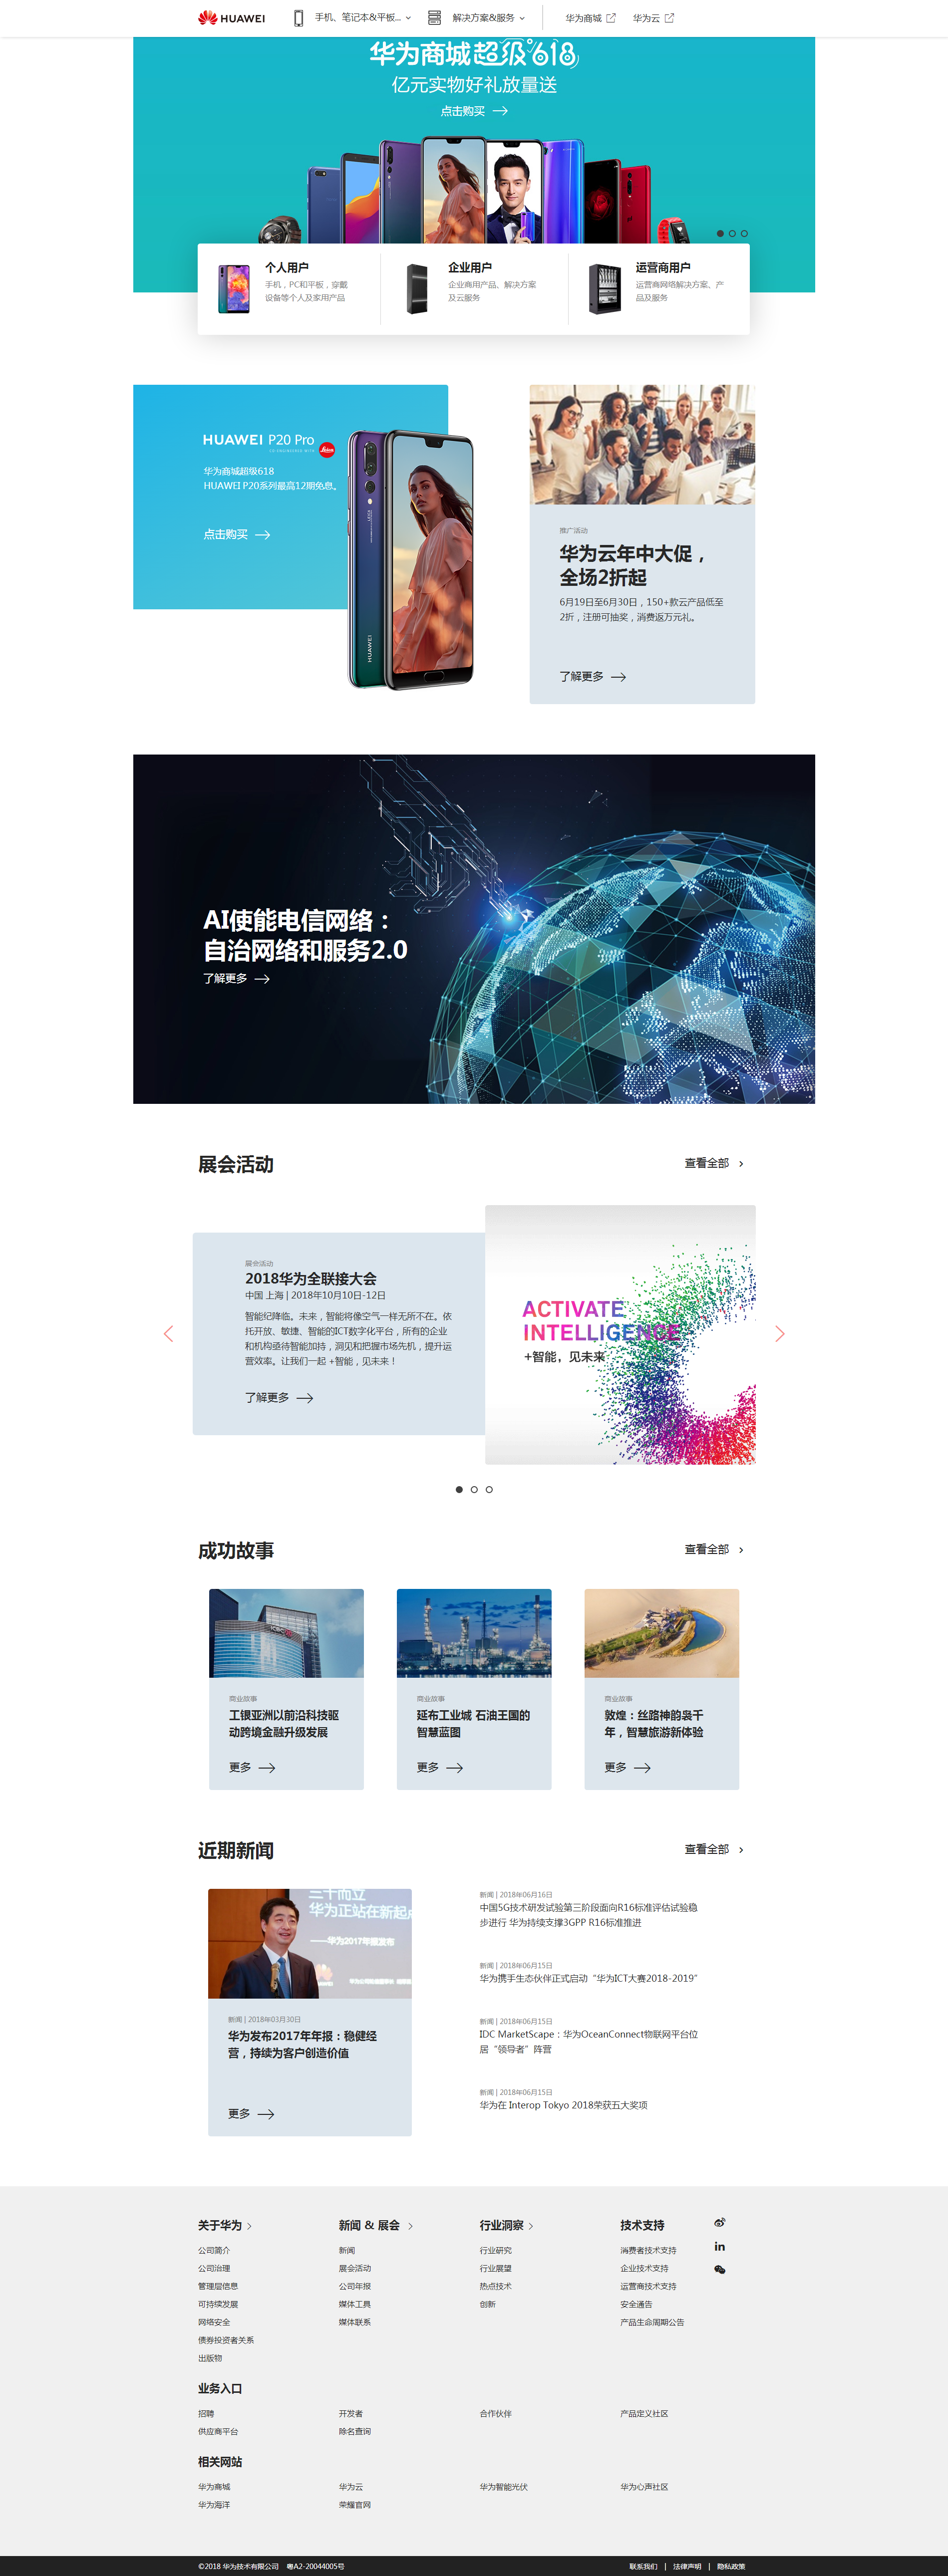 HUAWEI
手机、笔记本&平板...
解决方案&服务
华为商城
华为云
华为商城超级618
亿元实物好礼放量送
点击购买
个人用户
手机，PC和平板，穿戴
设备等个人及家用产品
企业用户
企业商用产品、解决方案
及云服务
运营商用户
运营商网络解决方案、产
品及服务
HUAWEI P20 Pro
CO-ENGINEERED WITH
华为商城超级618
HUAWEI P20系列最高12期免息。
点击购买
LEICA
HUAWEI
推广活动
华为云年中大促，
全场2折起
6月19日至6月30日，150+款云产品低至
2折，注册可抽奖，消费返万元礼。
了解更多
AI使能电信网络：
自治网络和服务2.0
了解更多
展会活动
查看全部
展会活动
2018华为全联接大会
中国 上海 | 2018年10月10日-12日
智能纪降临。未来，智能将像空气一样无所不在。依
托开放、敏捷、智能的ICT数字化平台，所有的企业
和机构亟待智能加持，洞见和把握市场先机，提升运
营效率。让我们一起 +智能，见未来！
了解更多
ACTIVATE
INTELLIGENCE
+智能，见未来
成功故事
查看全部
ICBC
商业故事
工银亚洲以前沿科技驱
动跨境金融升级发展
更多
商业故事
延布工业城 石油王国的
智慧蓝图
更多
商业故事
敦煌：丝路神韵袅千
年，智慧旅游新体验
更多
近期新闻
查看全部
三十而立
华为正站在新起点
——华为2017年报发布
新闻 | 2018年03月30日
华为发布2017年年报：稳健经
营，持续为客户创造价值
更多
新闻 | 2018年06月16日
中国5G技术研发试验第三阶段面向R16标准评估试验稳
步进行 华为持续支撑3GPP R16标准推进
新闻 | 2018年06月15日
华为携手生态伙伴正式启动“华为ICT大赛2018-2019”
新闻 | 2018年06月15日
IDC MarketScape：华为OceanConnect物联网平台位
居“领导者”阵营
新闻 | 2018年06月15日
华为在 Interop Tokyo 2018荣获五大奖项
关于华为
公司简介
公司治理
管理层信息
可持续发展
网络安全
债券投资者关系
出版物
新闻 & 展会
新闻
展会活动
公司年报
媒体工具
媒体联系
行业洞察
行业研究
行业展望
热点技术
创新
技术支持
消费者技术支持
企业技术支持
运营商技术支持
安全通告
产品生命周期公告
业务入口
招聘
开发者
合作伙伴
产品定义社区
供应商平台
除名查询
相关网站
华为商城
华为云
华为智能光伏
华为心声社区
华为海洋
荣耀官网
©2018 华为技术有限公司 粤A2-20044005号
联系我们 | 法律声明 | 隐私政策